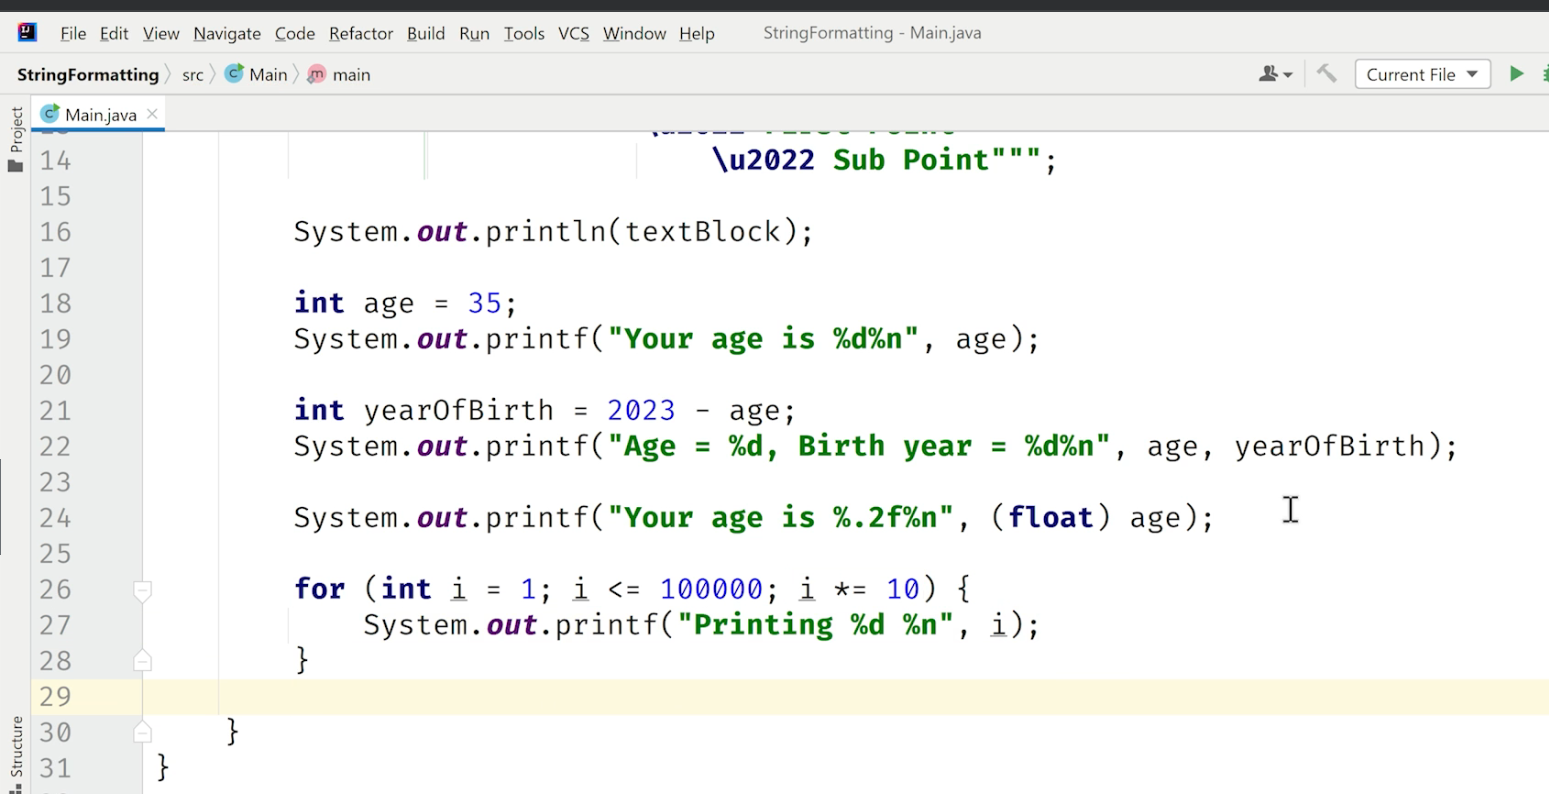 File Edit View Navigate Code Refactor Build Run Tools VCS Window Help StringFormatting - Main.java
StringFormatting src Main main Current File
Main.java
Project
14 \u2022 Sub Point""";
15
16 System.out.println(textBlock);
17
18 int age = 35;
19 System.out.printf("Your age is %d%n", age);
20
21 int yearOfBirth = 2023 - age;
22 System.out.printf("Age = %d, Birth year = %d%n", age, yearOfBirth);
23
24 System.out.printf("Your age is %.2f%n", (float) age);
25
26 for (int i = 1; i <= 100000; i *= 10) {
27 System.out.printf("Printing %d %n", i);
28 }
29
30 }
31 }
Structure